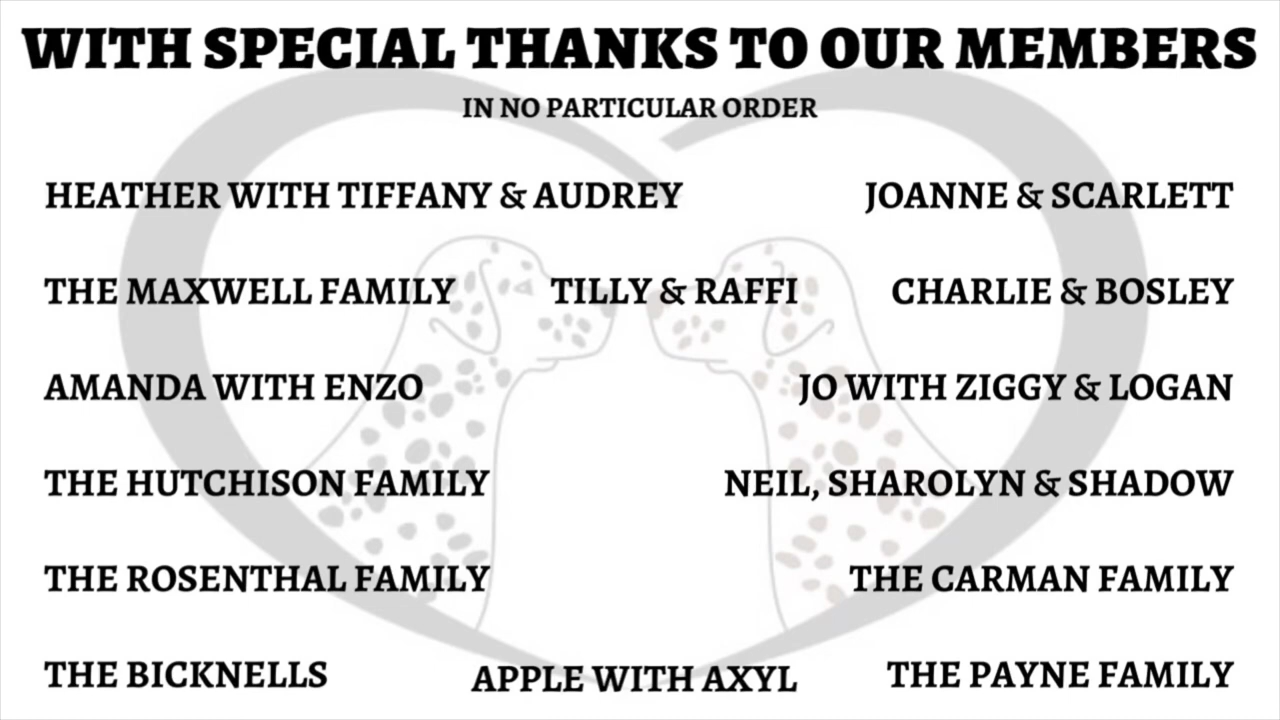 WITH SPECIAL THANKS TO OUR MEMBERS
IN NO PARTICULAR ORDER
HEATHER WITH TIFFANY & AUDREY
JOANNE & SCARLETT
THE MAXWELL FAMILY
TILLY & RAFFI
CHARLIE & BOSLEY
AMANDA WITH ENZO
JO WITH ZIGGY & LOGAN
THE HUTCHISON FAMILY
NEIL, SHAROLYN & SHADOW
THE ROSENTHAL FAMILY
THE CARMAN FAMILY
THE BICKNELLS
APPLE WITH AXYL
THE PAYNE FAMILY